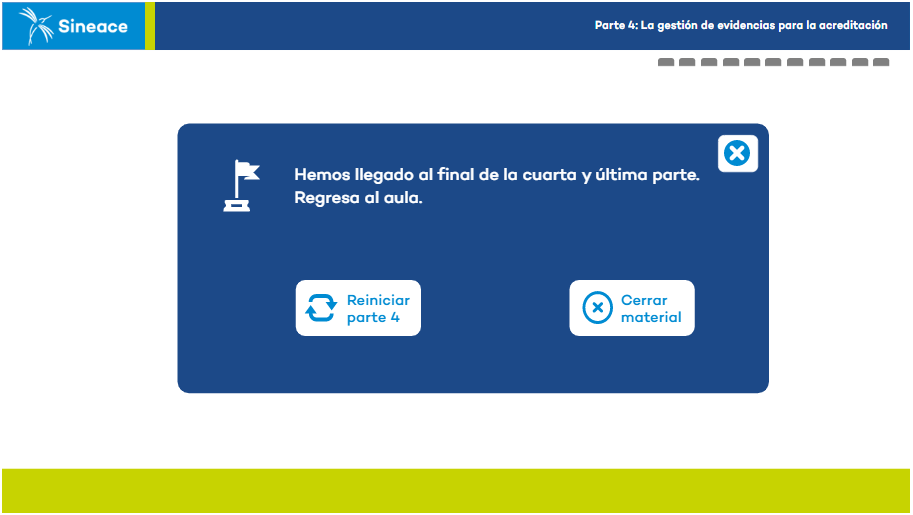 Sineace
Parte 4: La gestión de evidencias para la acreditación
Hemos llegado al final de la cuarta y última parte.
Regresa al aula.
Reiniciar
parte 4
Cerrar
material